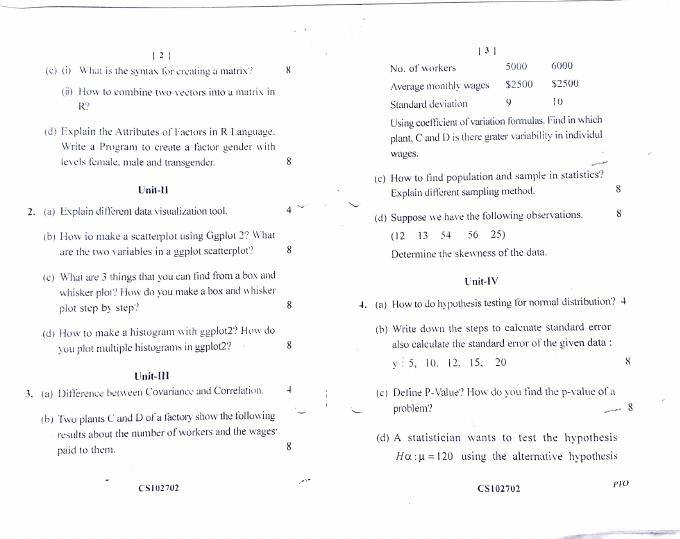 [ 2 ]
(c) (i) What is the syntax for creating a matrix? 8
(ii) How to combine two vectors into a matrix in
R?
(d) Explain the Attributes of Factors in R Language.
Write a Program to create a factor gender with
levels female, male and transgender. 8
Unit-II
2. (a) Explain different data visualization tool. 4
(b) How to make a scatterplot using Ggplot 2? What
are the two variables in a ggplot scatterplot? 8
(c) What are 3 things that you can find from a box and
whisker plot? How do you make a box and whisker
plot step by step? 8
(d) How to make a histogram with ggplot2? How do
you plot multiple histograms in ggplot2? 8
Unit-III
3. (a) Difference between Covariance and Correlation. 4
(b) Two plants C and D of a factory show the following
results about the number of workers and the wages
paid to them. 8
CS102702
[ 3 ]
No. of workers 5000 6000
Average monthly wages $2500 $2500
Standard deviation 9 10
Using coefficient of variation formulas. Find in which
plant, C and D is there grater variability in individul
wages.
(c) How to find population and sample in statistics?
Explain different sampling method. 8
(d) Suppose we have the following observations. 8
(12 13 54 56 25)
Determine the skewness of the data.
Unit-IV
4. (a) How to do hypothesis testing for normal distribution? 4
(b) Write down the steps to calcuate standard error
also calculate the standard error of the given data :
y : 5, 10, 12, 15, 20 8
(c) Define P-Value? How do you find the p-value of a
problem? 8
(d) A statistician wants to test the hypothesis
Hα : μ = 120 using the alternative hypothesis
CS102702
PTO